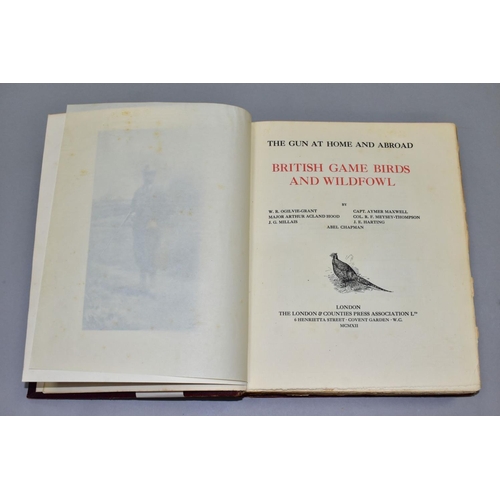 THE GUN AT HOME AND ABROAD
BRITISH GAME BIRDS
AND WILDFOWL
BY
W. R. OGILVIE-GRANT
MAJOR ARTHUR ACLAND HOOD
J. G. MILLAIS
CAPT. AYMER MAXWELL
COL. R. F. MEYSEY-THOMPSON
J. E. HARTING
ABEL CHAPMAN
LONDON
THE LONDON & COUNTIES PRESS ASSOCIATION Lᵀᴰ
6 HENRIETTA STREET · COVENT GARDEN · W.C.
MCMXII